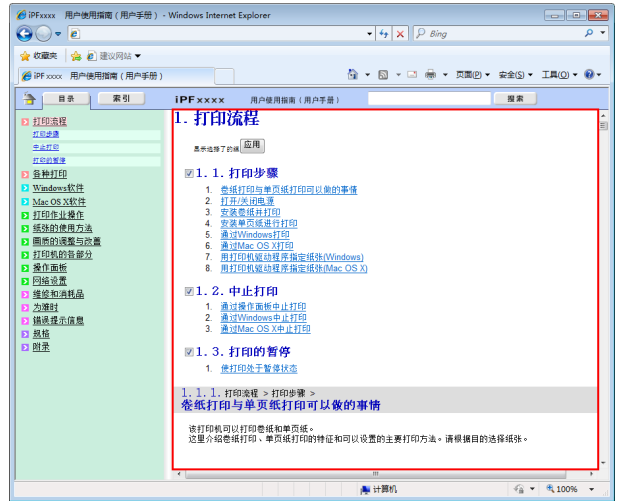 iPFxxxx 用户使用指南（用户手册）- Windows Internet Explorer
Bing
收藏夹 建议网站
iPF xxxx 用户使用指南（用户手册）
页面(P) 安全(S) 工具(O)
目录 索引 iPFxxxx 用户使用指南（用户手册） 搜索
打印流程
打印步骤
中止打印
打印的暂停
各种打印
Windows软件
Mac OS X软件
打印作业操作
纸张的使用方法
画质的调整与改善
打印机的各部分
操作面板
网络设置
维修和消耗品
为难时
错误提示信息
规格
附录
1. 打印流程
显示选择了的级 应用
1. 1. 打印步骤
1. 卷纸打印与单页纸打印可以做的事情
2. 打开/关闭电源
3. 安装卷纸并打印
4. 安装单页纸进行打印
5. 通过Windows打印
6. 通过Mac OS X打印
7. 用打印机驱动程序指定纸张(Windows)
8. 用打印机驱动程序指定纸张(Mac OS X)
1. 2. 中止打印
1. 通过操作面板中止打印
2. 通过Windows中止打印
3. 通过Mac OS X中止打印
1. 3. 打印的暂停
1. 使打印处于暂停状态
1. 1. 1. 打印流程 > 打印步骤 >
卷纸打印与单页纸打印可以做的事情
该打印机可以打印卷纸和单页纸。
这里介绍卷纸打印、单页纸打印的特征和可以设置的主要打印方法。请根据目的选择纸张。
计算机 100%